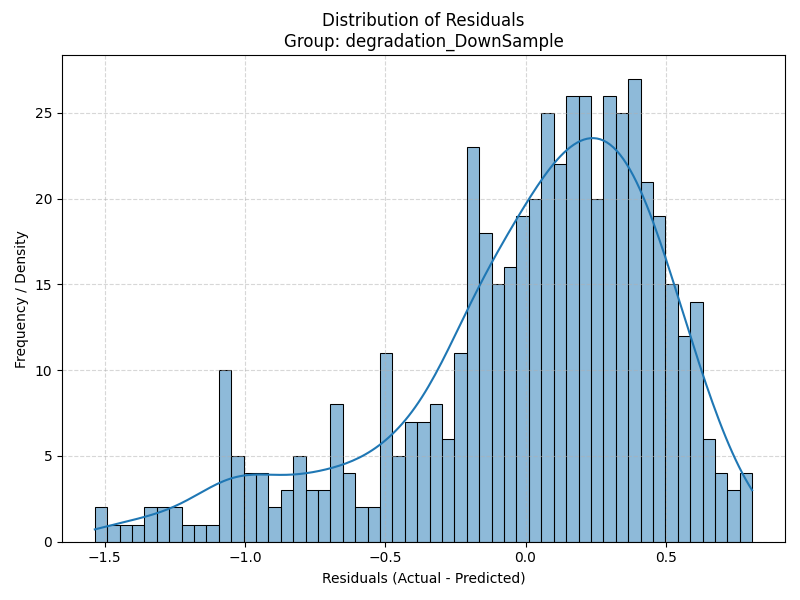 Distribution of Residuals
Group: degradation_DownSample
Frequency / Density
25
20
15
10
5
0
−1.5
−1.0
−0.5
0.0
0.5
Residuals (Actual - Predicted)